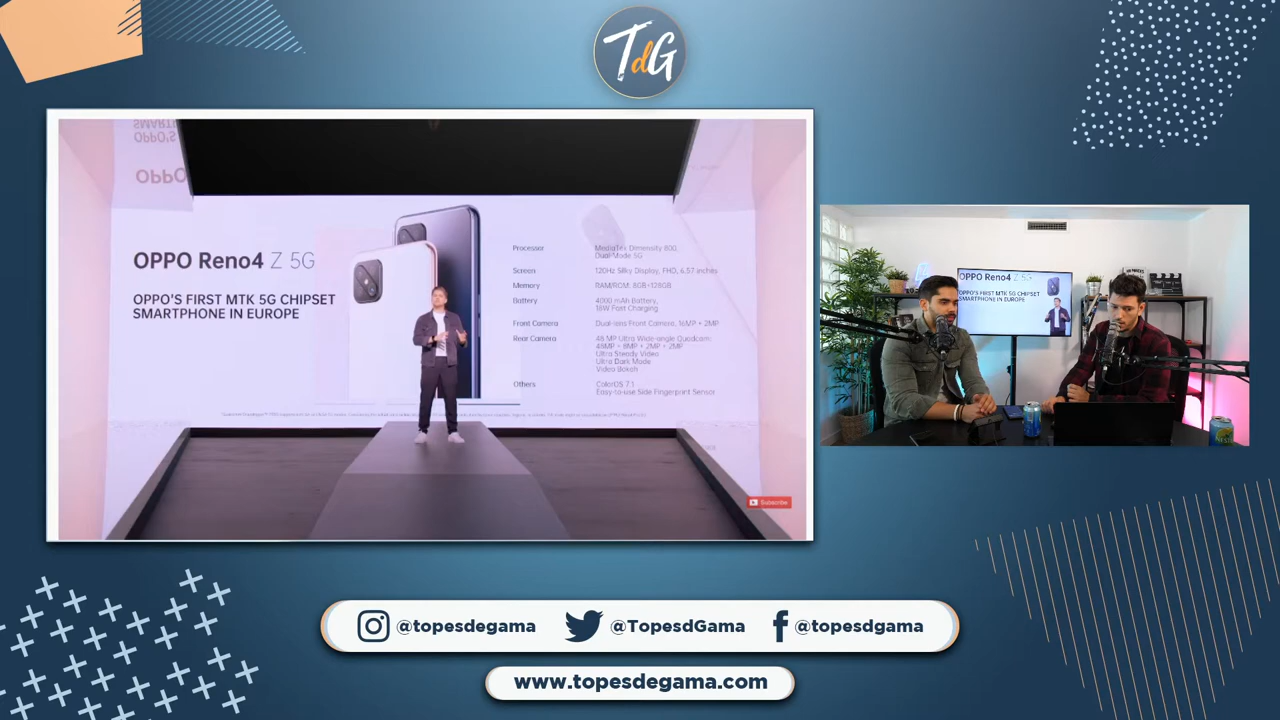 TdG
OPPO
OPPO Reno4 Z 5G
OPPO'S FIRST MTK 5G CHIPSET
SMARTPHONE IN EUROPE
Processor
MediaTek Dimensity 800,
Dual Mode 5G
Screen
120Hz Silky Display, FHD, 6.57 inches
Memory
RAM/ROM, 8GB+128GB
Battery
4000 mAh Battery,
18W Fast Charging
Front Camera
Dual-lens Front Camera, 16MP + 2MP
Rear Camera
48 MP Ultra Wide-angle Quadcam:
48MP + 8MP + 2MP + 2MP
Ultra Steady Video
Ultra Dark Mode
Video Bokeh
Others
ColorOS 7.1
Easy-to-use Side Fingerprint Sensor
Subscribe
OPPO Reno4 Z 5G
OPPO'S FIRST MTK 5G CHIPSET
SMARTPHONE IN EUROPE
@topesdegama
@TopesdGama
@topesdgama
www.topesdegama.com